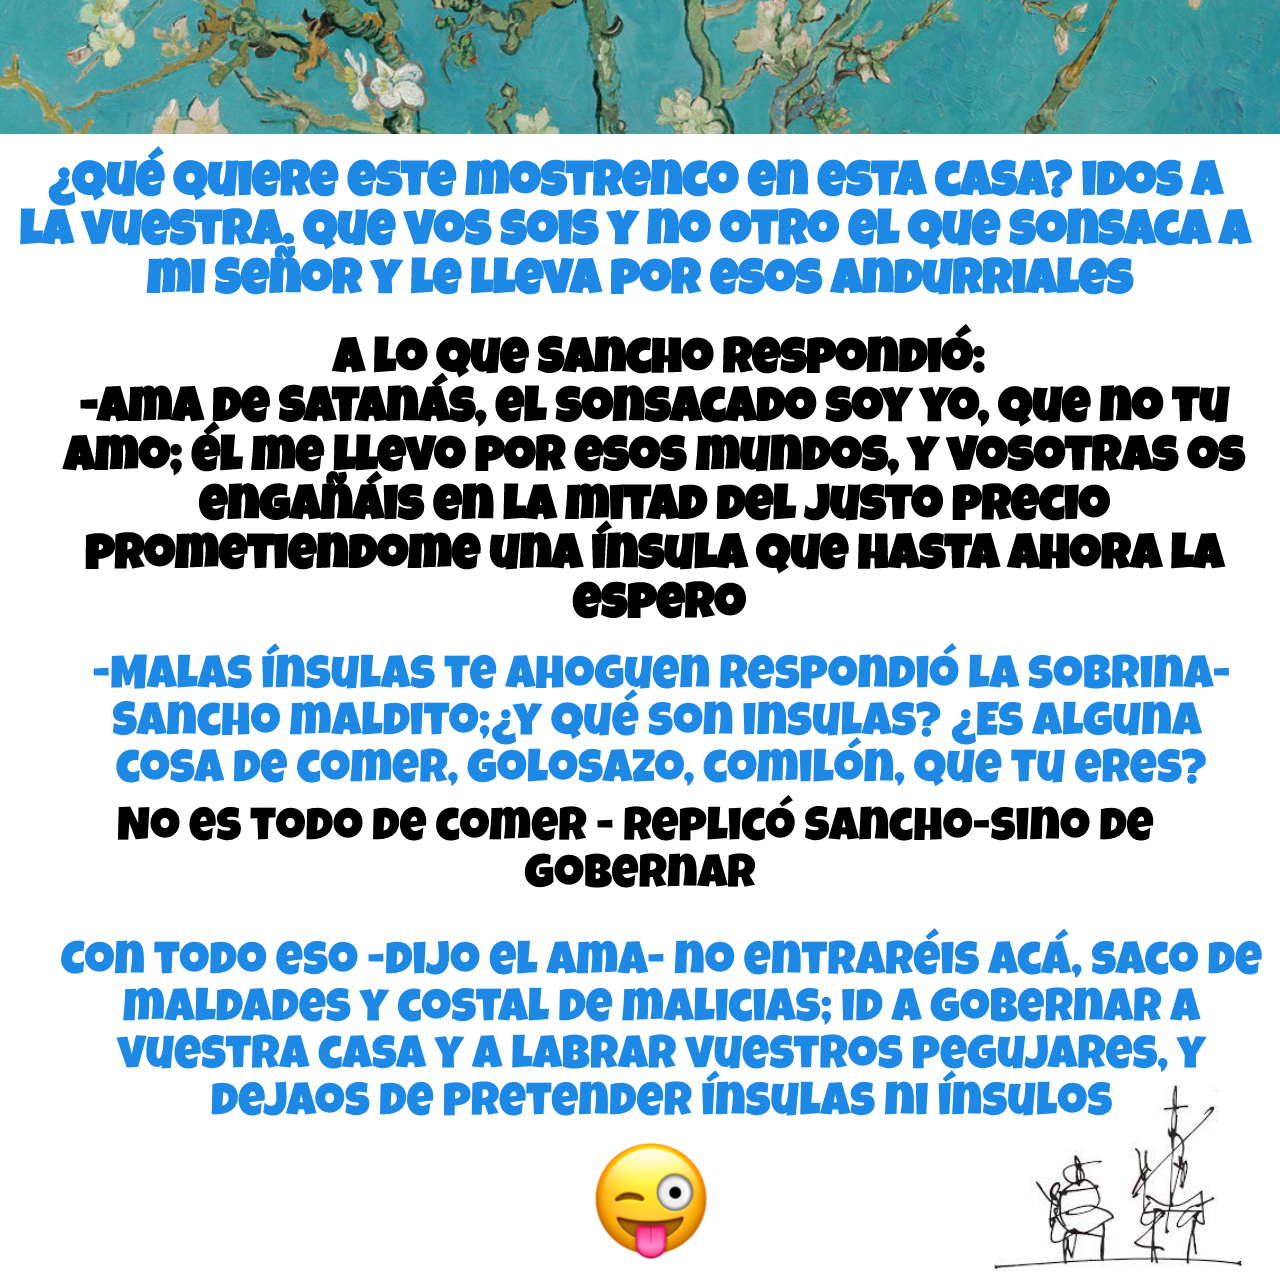 ¿Qué quiere este mostrenco en esta casa? Idos a
la vuestra. que vos sois y no otro el que sonsaca a
mi señor y le lleva por esos andurriales
A lo que Sancho respondió:
-Ama de Satanás, el sonsacado soy yo, que no tu
amo; él me llevo por esos mundos, y vosotras os
engañáis en la mitad del justo precio
prometiendome una ínsula que hasta ahora la
espero
-Malas ínsulas te ahoguen respondió la sobrina-
Sancho maldito;¿y qué son insulas? ¿Es alguna
cosa de comer, golosazo, comilón, que tu eres?
No es todo de comer - replicó Sancho-sino de
gobernar
Con todo eso -dijo el ama- no entraréis acá, saco de
maldades y costal de malicias; id a gobernar a
vuestra casa y a labrar vuestros pegujares, y
dejaos de pretender ínsulas ni ínsulos